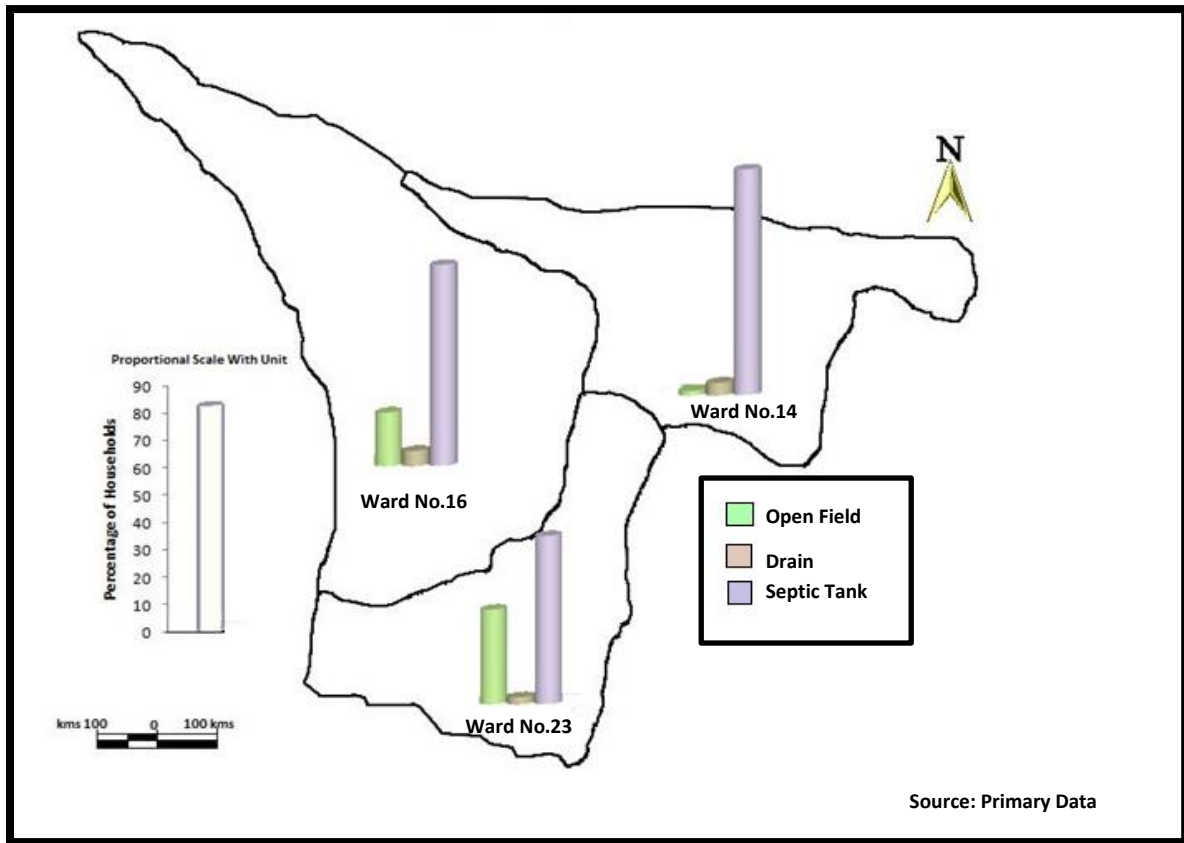 N
Proportional Scale With Unit
Percentage of Households
90
80
70
60
50
40
30
20
10
0
Ward No.14
Ward No.16
Ward No.23
Open Field
Drain
Septic Tank
kms 100 0 100 kms
Source: Primary Data